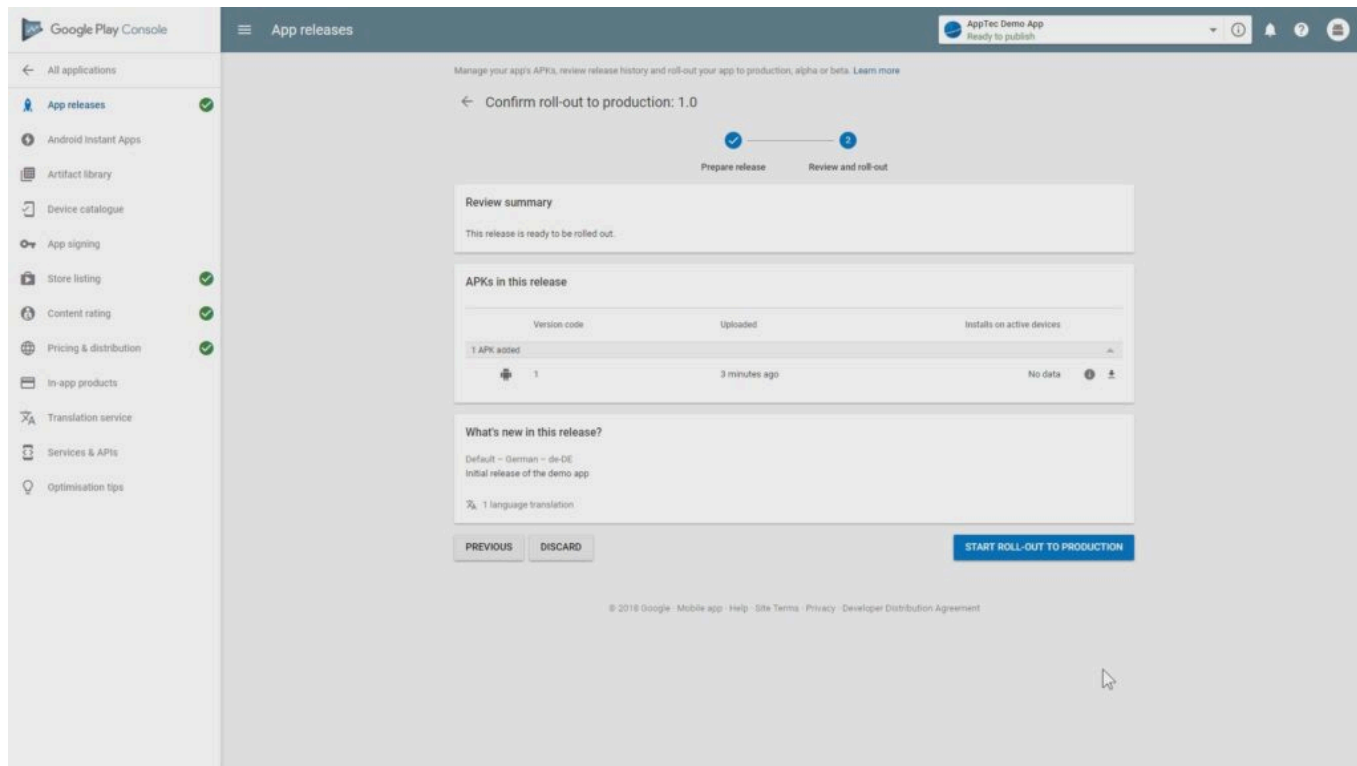 Google Play Console
App releases
AppTec Demo App
Ready to publish
All applications
App releases
Android Instant Apps
Artifact library
Device catalogue
App signing
Store listing
Content rating
Pricing & distribution
In-app products
Translation service
Services & APIs
Optimisation tips
Manage your app's APKs, review release history and roll-out your app to production, alpha or beta. Learn more
Confirm roll-out to production: 1.0
2
Prepare release Review and roll-out
Review summary
This release is ready to be rolled out.
APKs in this release
Version code Uploaded Installs on active devices
1 APK added
1 3 minutes ago No data
What's new in this release?
Default – German – de-DE
Initial release of the demo app
1 language translation
PREVIOUS DISCARD START ROLL-OUT TO PRODUCTION
© 2018 Google · Mobile app · Help · Site Terms · Privacy · Developer Distribution Agreement